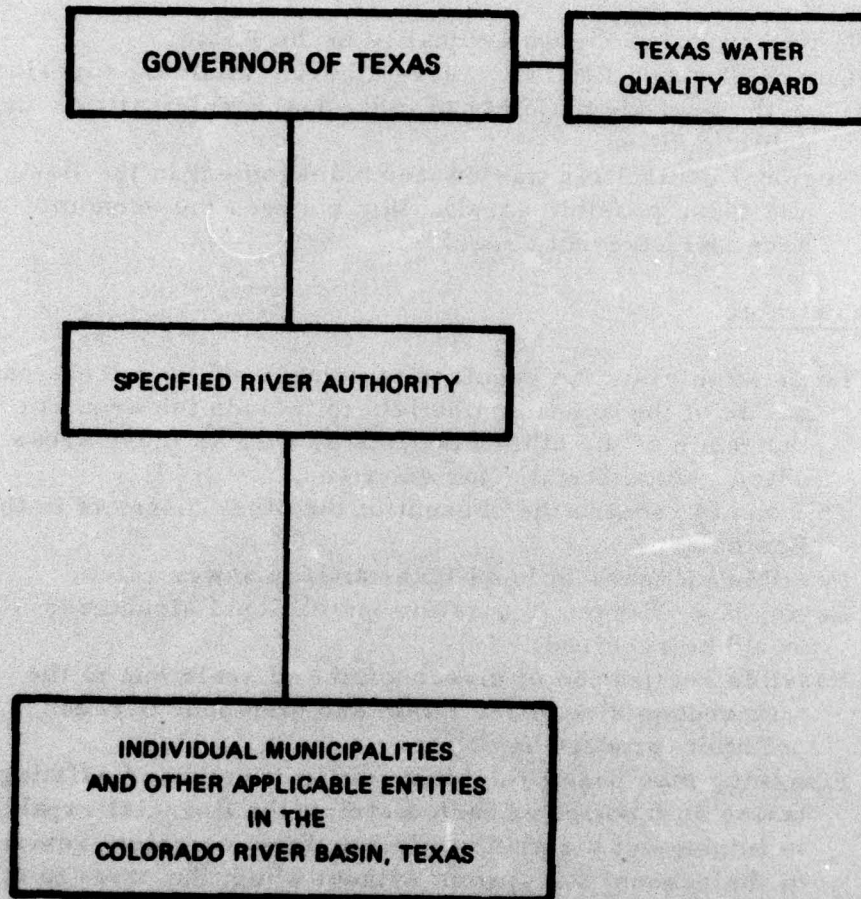 GOVERNOR OF TEXAS
TEXAS WATER
QUALITY BOARD
SPECIFIED RIVER AUTHORITY
INDIVIDUAL MUNICIPALITIES
AND OTHER APPLICABLE ENTITIES
IN THE
COLORADO RIVER BASIN, TEXAS